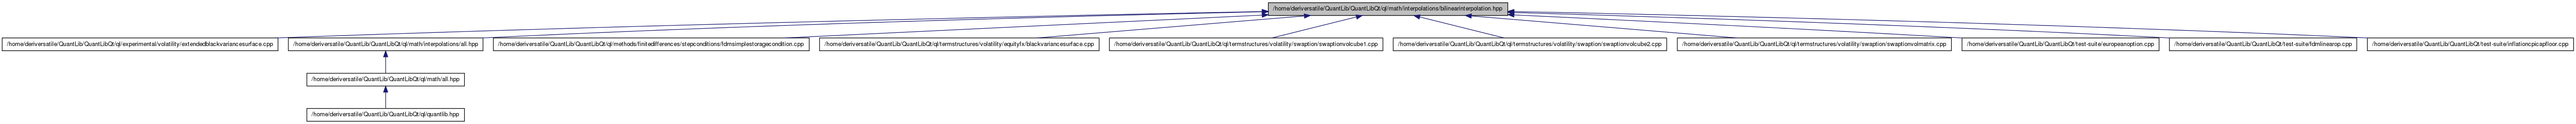 /home/deriversatile/QuantLib/QuantLibQt/ql/math/interpolations/bilinearinterpolation.hpp
/home/deriversatile/QuantLib/QuantLibQt/ql/experimental/volatility/extendedblackvariancesurface.cpp
/home/deriversatile/QuantLib/QuantLibQt/ql/math/interpolations/all.hpp
/home/deriversatile/QuantLib/QuantLibQt/ql/methods/finitedifferences/stepconditions/fdmsimplestoragecondition.cpp
/home/deriversatile/QuantLib/QuantLibQt/ql/termstructures/volatility/equityfx/blackvariancesurface.cpp
/home/deriversatile/QuantLib/QuantLibQt/ql/termstructures/volatility/swaption/swaptionvolcube1.cpp
/home/deriversatile/QuantLib/QuantLibQt/ql/termstructures/volatility/swaption/swaptionvolcube2.cpp
/home/deriversatile/QuantLib/QuantLibQt/ql/termstructures/volatility/swaption/swaptionvolmatrix.cpp
/home/deriversatile/QuantLib/QuantLibQt/test-suite/europeanoption.cpp
/home/deriversatile/QuantLib/QuantLibQt/test-suite/fdmlinearop.cpp
/home/deriversatile/QuantLib/QuantLibQt/test-suite/inflationcpicapfloor.cpp
/home/deriversatile/QuantLib/QuantLibQt/ql/math/all.hpp
/home/deriversatile/QuantLib/QuantLibQt/ql/quantlib.hpp